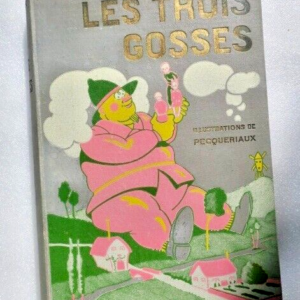 LES TROIS
GOSSES
ILLUSTRATIONS DE
PECQUERIAUX